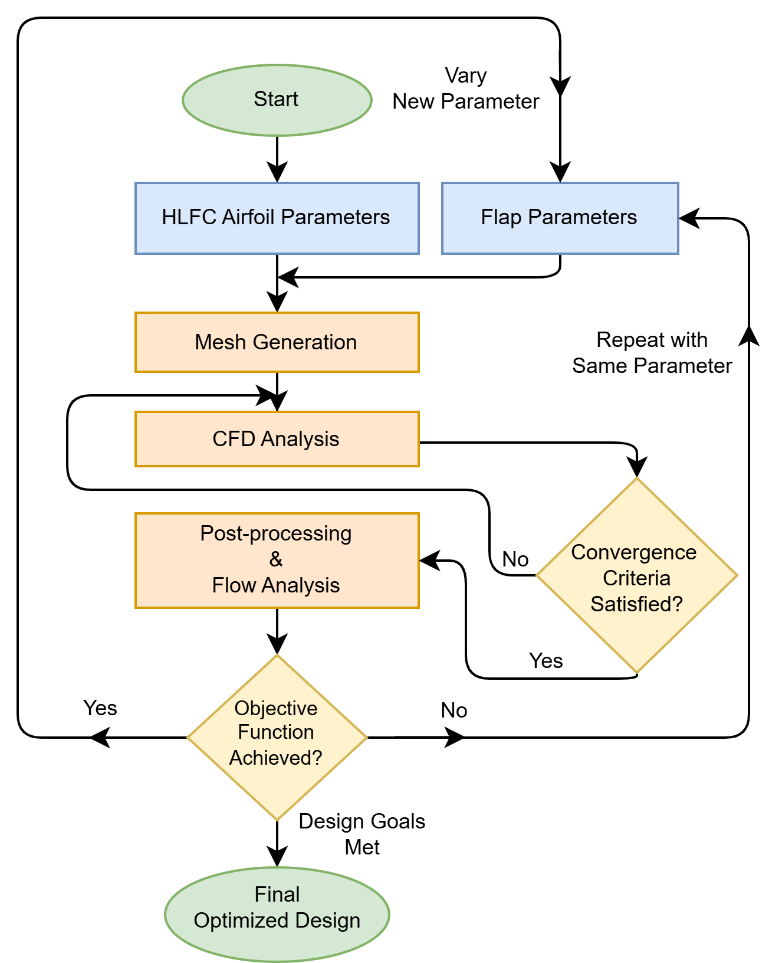 Start
Vary
New Parameter
HLFC Airfoil Parameters
Flap Parameters
Mesh Generation
Repeat with
Same Parameter
CFD Analysis
Post-processing
&
Flow Analysis
No
Convergence
Criteria
Satisfied?
Yes
Yes
Objective
Function
Achieved?
No
Design Goals
Met
Final
Optimized Design